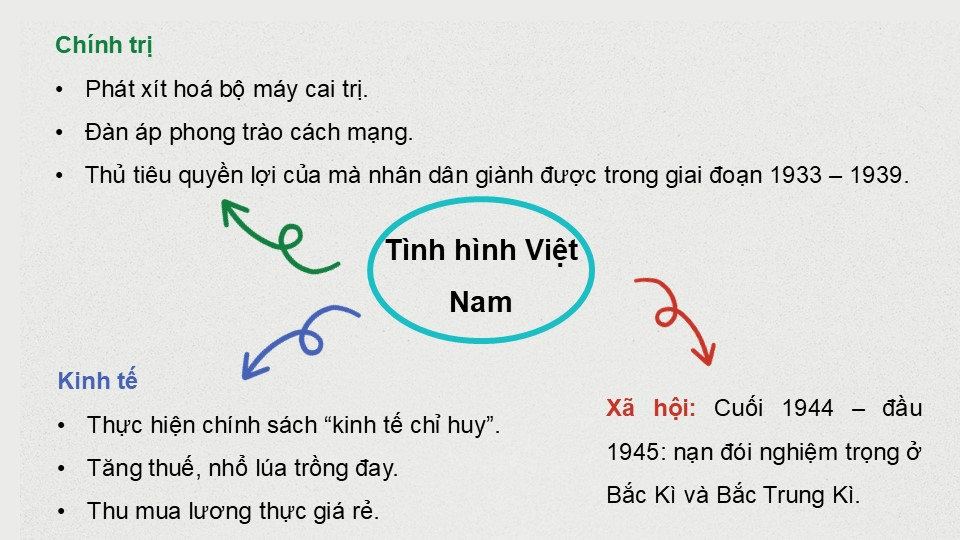 Chính trị
• Phát xít hoá bộ máy cai trị.
• Đàn áp phong trào cách mạng.
• Thủ tiêu quyền lợi của mà nhân dân giành được trong giai đoạn 1933 – 1939.
Tình hình Việt
Nam
Kinh tế
• Thực hiện chính sách “kinh tế chỉ huy”.
• Tăng thuế, nhổ lúa trồng đay.
• Thu mua lương thực giá rẻ.
Xã hội: Cuối 1944 – đầu
1945: nạn đói nghiệm trọng ở
Bắc Kì và Bắc Trung Kì.